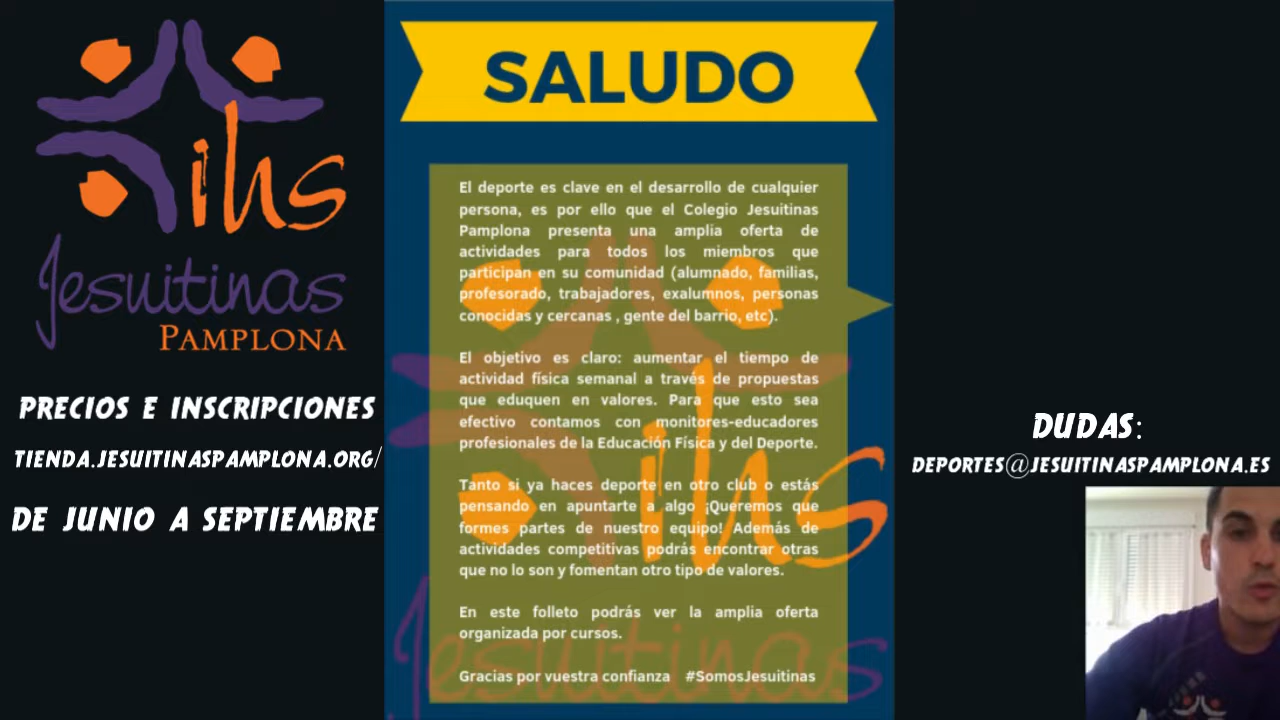 ihs
Jesuitinas
PAMPLONA
PRECIOS E INSCRIPCIONES
TIENDA.JESUITINASPAMPLONA.ORG/
DE JUNIO A SEPTIEMBRE
SALUDO
El deporte es clave en el desarrollo de cualquier
persona, es por ello que el Colegio Jesuitinas
Pamplona presenta una amplia oferta de
actividades para todos los miembros que
participan en su comunidad (alumnado, familias,
profesorado, trabajadores, exalumnos, personas
conocidas y cercanas , gente del barrio, etc).
El objetivo es claro: aumentar el tiempo de
actividad física semanal a través de propuestas
que eduquen en valores. Para que esto sea
efectivo contamos con monitores-educadores
profesionales de la Educación Física y del Deporte.
Tanto si ya haces deporte en otro club o estás
pensando en apuntarte a algo ¡Queremos que
formes partes de nuestro equipo! Además de
actividades competitivas podrás encontrar otras
que no lo son y fomentan otro tipo de valores.
En este folleto podrás ver la amplia oferta
organizada por cursos.
Gracias por vuestra confianza #SomosJesuitinas
ihs
Jesuitinas
DUDAS:
DEPORTES@JESUITINASPAMPLONA.ES